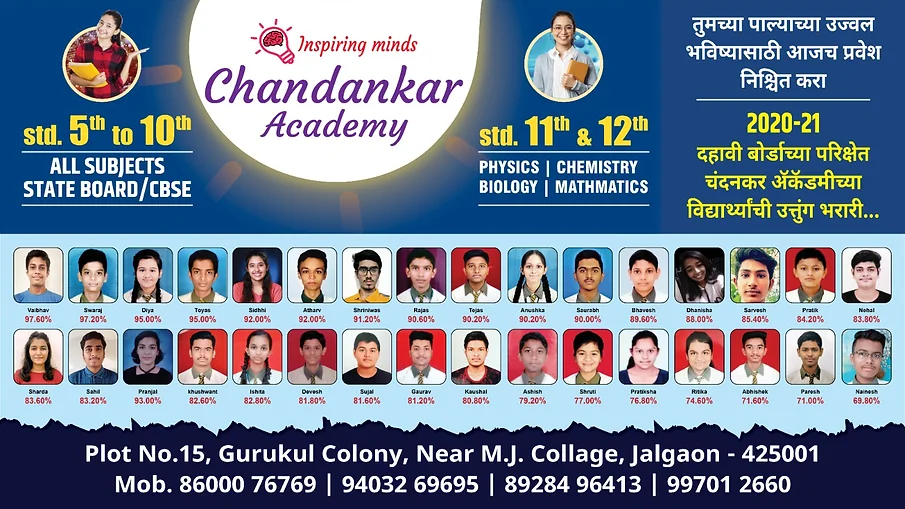 Inspiring minds
Chandankar
Academy
std. 5th to 10th
ALL SUBJECTS
STATE BOARD/CBSE
std. 11th & 12th
PHYSICS | CHEMISTRY
BIOLOGY | MATHMATICS
तुमच्या पाल्याच्या उज्वल
भविष्यासाठी आजच प्रवेश
निश्चित करा
2020-21
दहावी बोर्डाच्या परिक्षेत
चंदनकर ॲकॅडमीच्या
विद्यार्थ्यांची उत्तुंग भरारी...
Vaibhav Swaraj Diya Toyas Sidhhi Atharv Shriniwas Rajas Tejas Anushka Saurabh Bhavesh Dhanisha Sarvesh Pratik Nehal
97.60% 97.20% 95.00% 95.00% 92.00% 92.00% 91.20% 90.60% 90.20% 90.20% 90.00% 89.60% 88.00% 85.40% 84.20% 83.80%
Sharda Sahil Pranjal khushwant Ishita Devesh Sujal Gaurav Kaushal Ashish Shruti Pratiksha Ritika Abhishek Paresh Nainesh
83.60% 83.20% 93.00% 82.60% 82.80% 81.80% 81.60% 81.20% 80.80% 79.20% 77.00% 76.80% 74.60% 71.60% 71.00% 69.80%
Plot No.15, Gurukul Colony, Near M.J. Collage, Jalgaon - 425001
Mob. 86000 76769 | 94032 69695 | 89284 96413 | 99701 2660